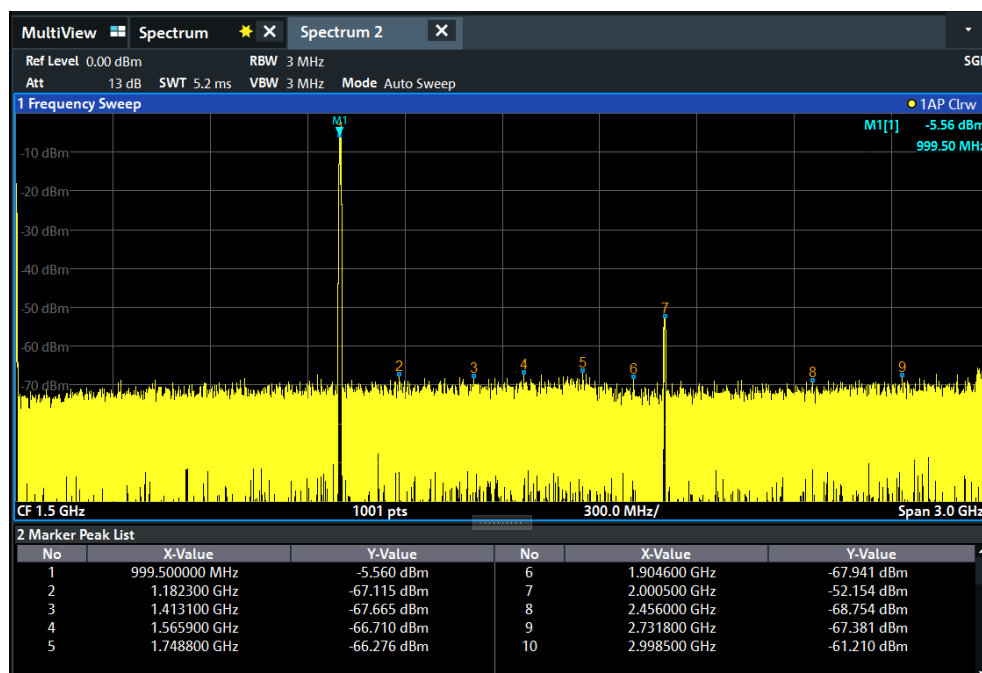 MultiView Spectrum Spectrum 2
Ref Level 0.00 dBm RBW 3 MHz SGL
Att 13 dB SWT 5.2 ms VBW 3 MHz Mode Auto Sweep
1 Frequency Sweep 1AP Clrw
M1 M1[1] -5.56 dBm
999.50 MHz
-10 dBm
-20 dBm
-30 dBm
-40 dBm
-50 dBm
7
-60 dBm
2 3 4 5 6 8 9
-70 dBm
CF 1.5 GHz 1001 pts 300.0 MHz/ Span 3.0 GHz
2 Marker Peak List
No X-Value Y-Value No X-Value Y-Value
1 999.500000 MHz -5.560 dBm 6 1.904600 GHz -67.941 dBm
2 1.182300 GHz -67.115 dBm 7 2.000500 GHz -52.154 dBm
3 1.413100 GHz -67.665 dBm 8 2.456000 GHz -68.754 dBm
4 1.565900 GHz -66.710 dBm 9 2.731800 GHz -67.381 dBm
5 1.748800 GHz -66.276 dBm 10 2.998500 GHz -61.210 dBm